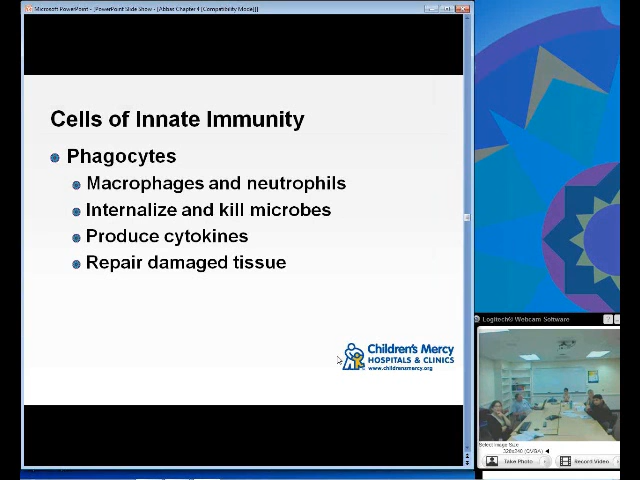 Microsoft PowerPoint - [PowerPoint Slide Show - [Abbas Chapter 4 [Compatibility Mode]]]
Cells of Innate Immunity
Phagocytes
Macrophages and neutrophils
Internalize and kill microbes
Produce cytokines
Repair damaged tissue
Children's Mercy
HOSPITALS & CLINICS
www.childrensmercy.org
Logitech® Webcam Software
Select Image Size
320x240 (QVGA)
Take Photo
Record Video